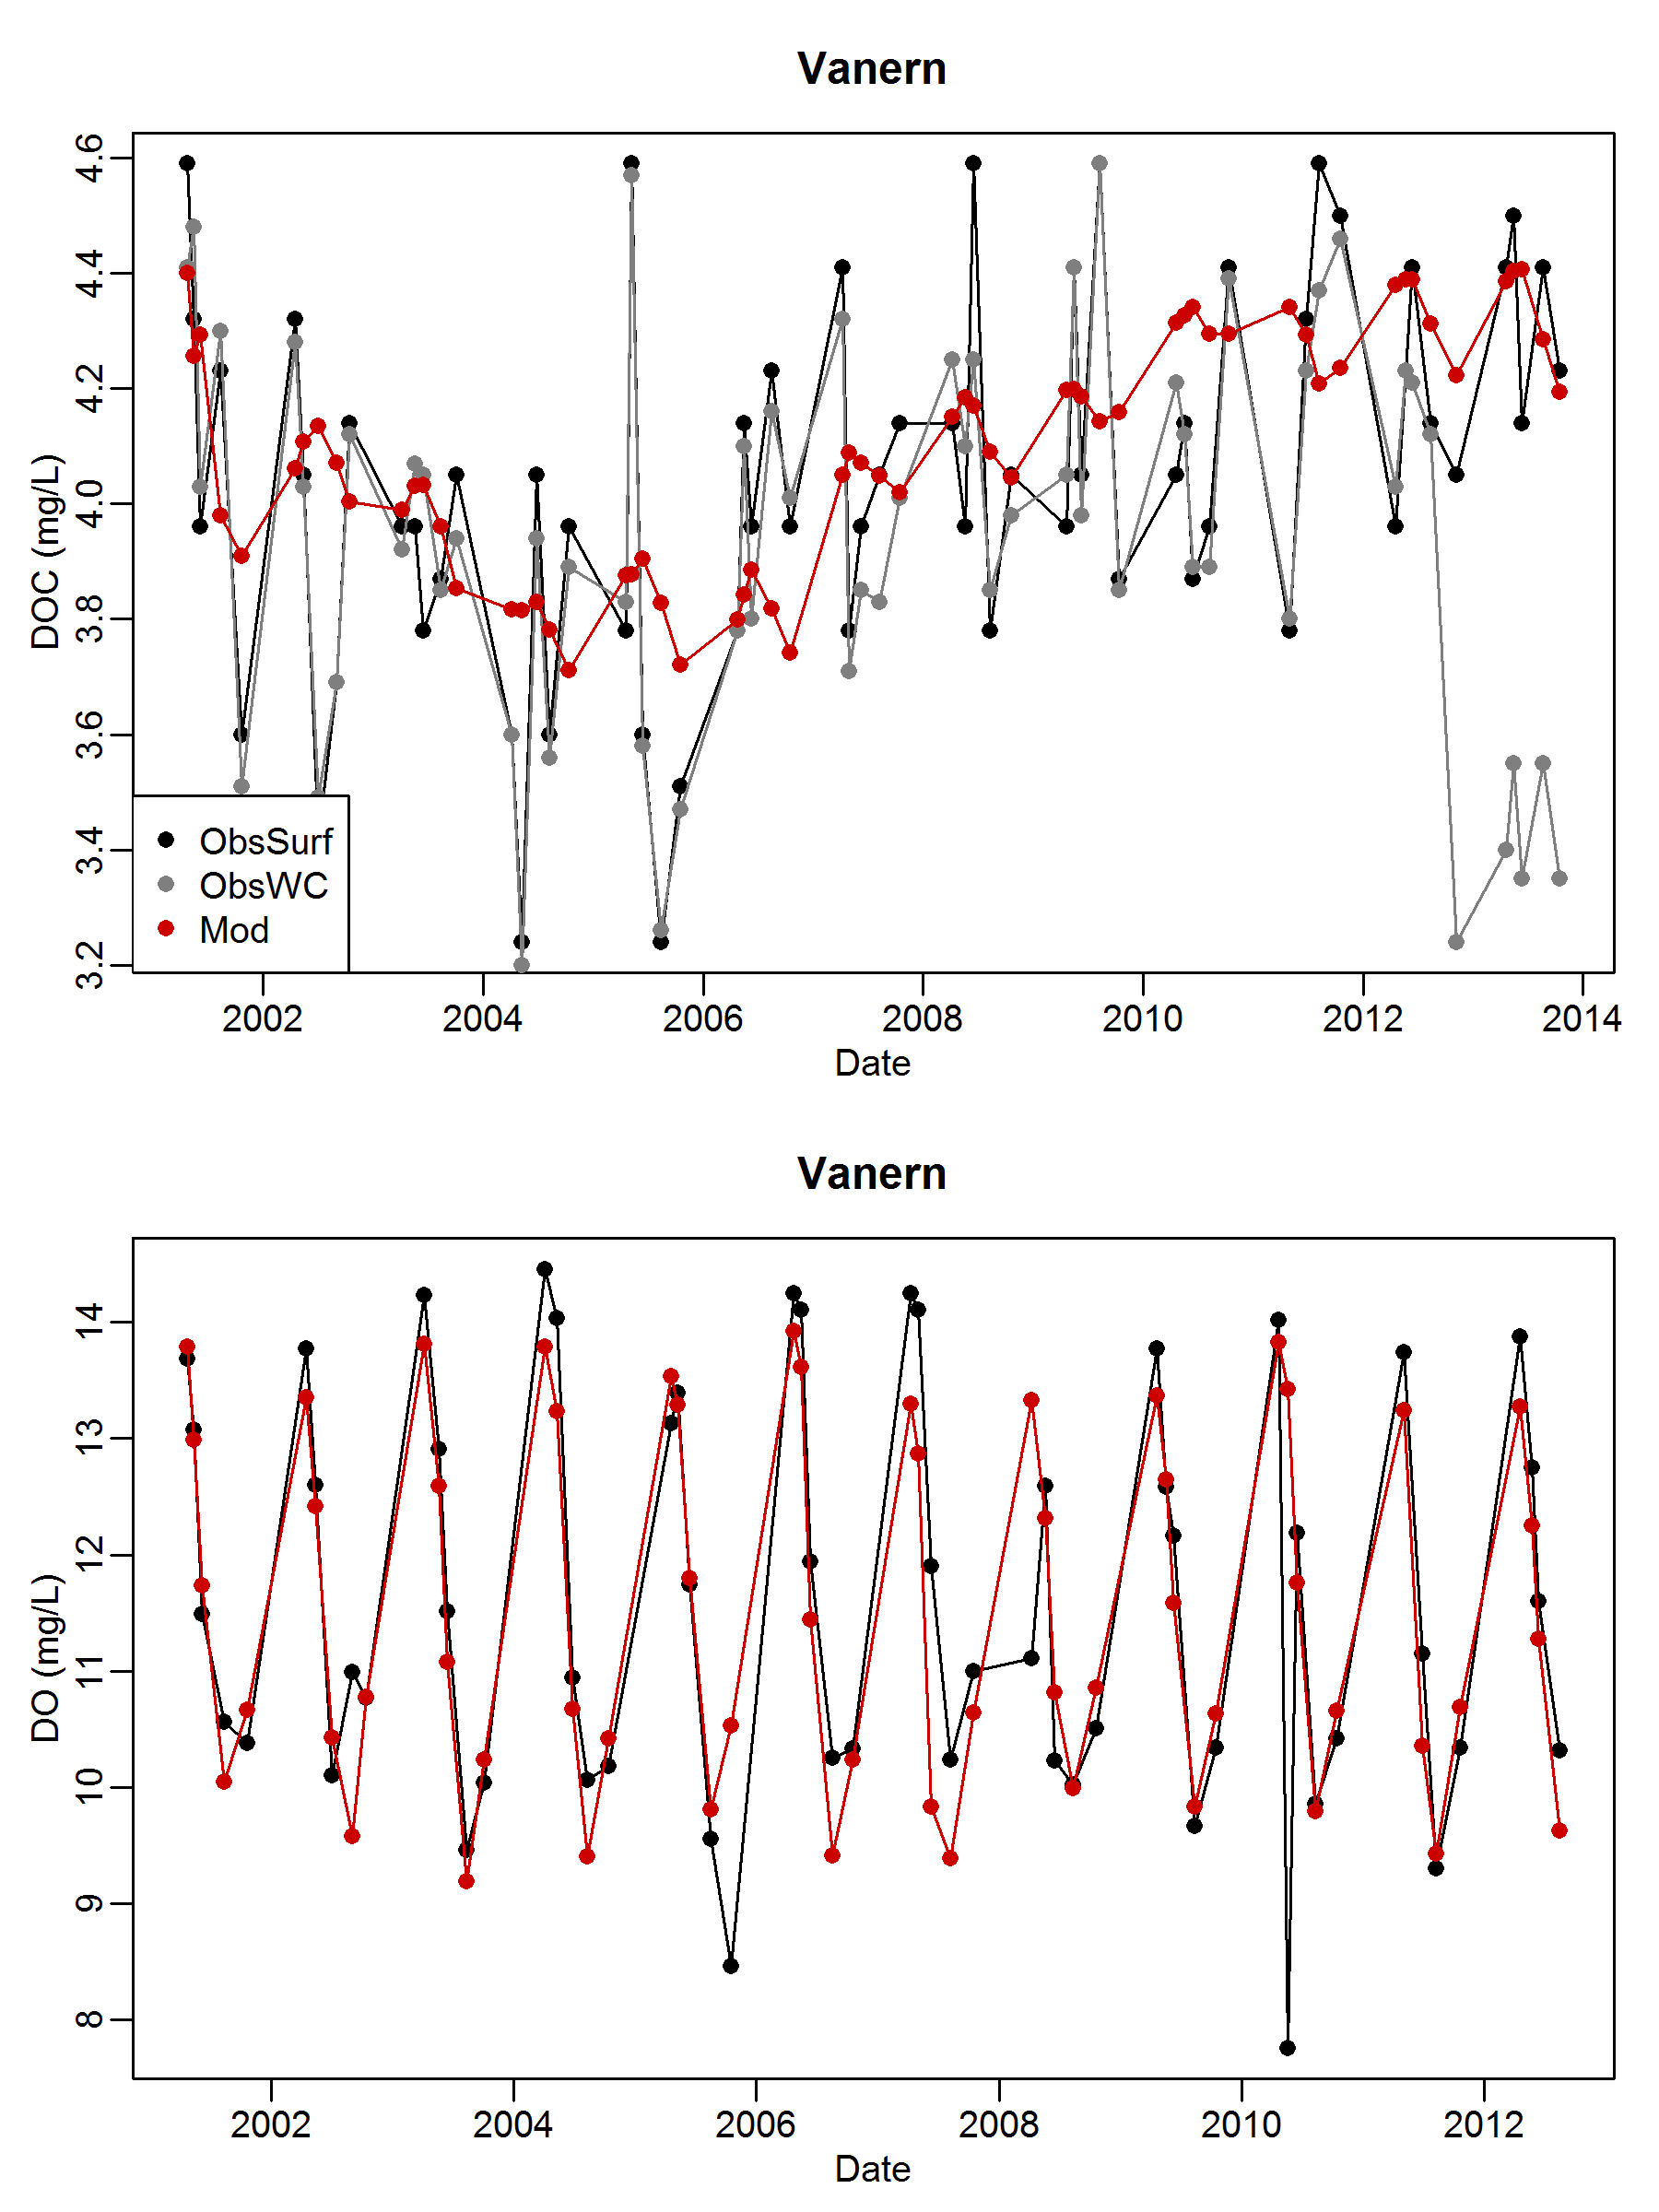 Vanern
DOC (mg/L)
4.6
4.4
4.2
4.0
3.8
3.6
3.4
3.2
ObsSurf
ObsWC
Mod
2002 2004 2006 2008 2010 2012 2014
Date
Vanern
DO (mg/L)
14
13
12
11
10
9
8
2002 2004 2006 2008 2010 2012
Date